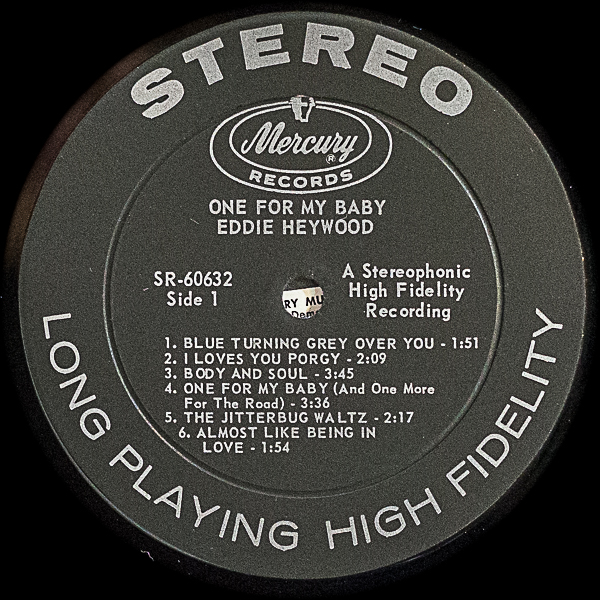 STEREO
Mercury
®
RECORDS
ONE FOR MY BABY
EDDIE HEYWOOD
SR-60632
Side 1
A Stereophonic
High Fidelity
Recording
RY MU
1. BLUE TURNING GREY OVER YOU - 1:51
2. I LOVES YOU PORGY - 2:09
3. BODY AND SOUL - 3:45
4. ONE FOR MY BABY (And One More
For The Road) - 3:36
5. THE JITTERBUG WALTZ - 2:17
6. ALMOST LIKE BEING IN
LOVE - 1:54
LONG PLAYING HIGH FIDELITY